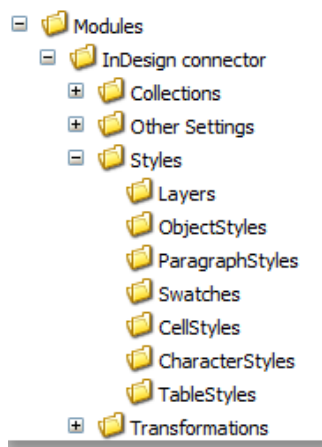 Modules
InDesign connector
Collections
Other Settings
Styles
Layers
ObjectStyles
ParagraphStyles
Swatches
CellStyles
CharacterStyles
TableStyles
Transformations